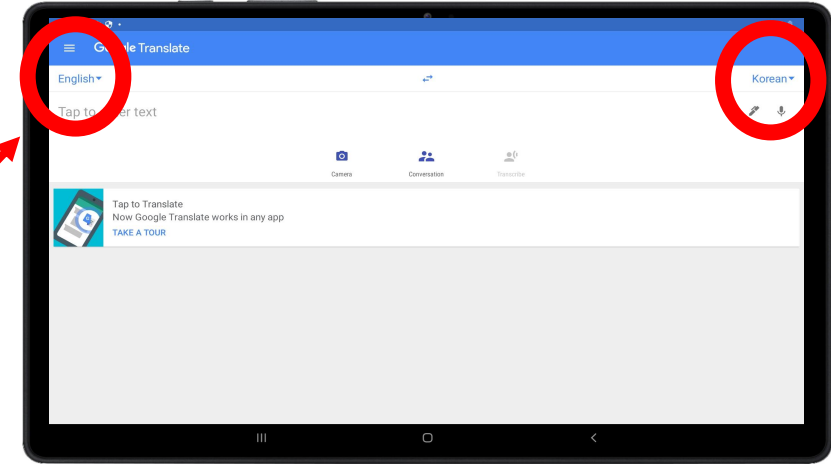 Google Translate
English
Korean
Tap to enter text
Camera
Conversation
Transcribe
Tap to Translate
Now Google Translate works in any app
TAKE A TOUR